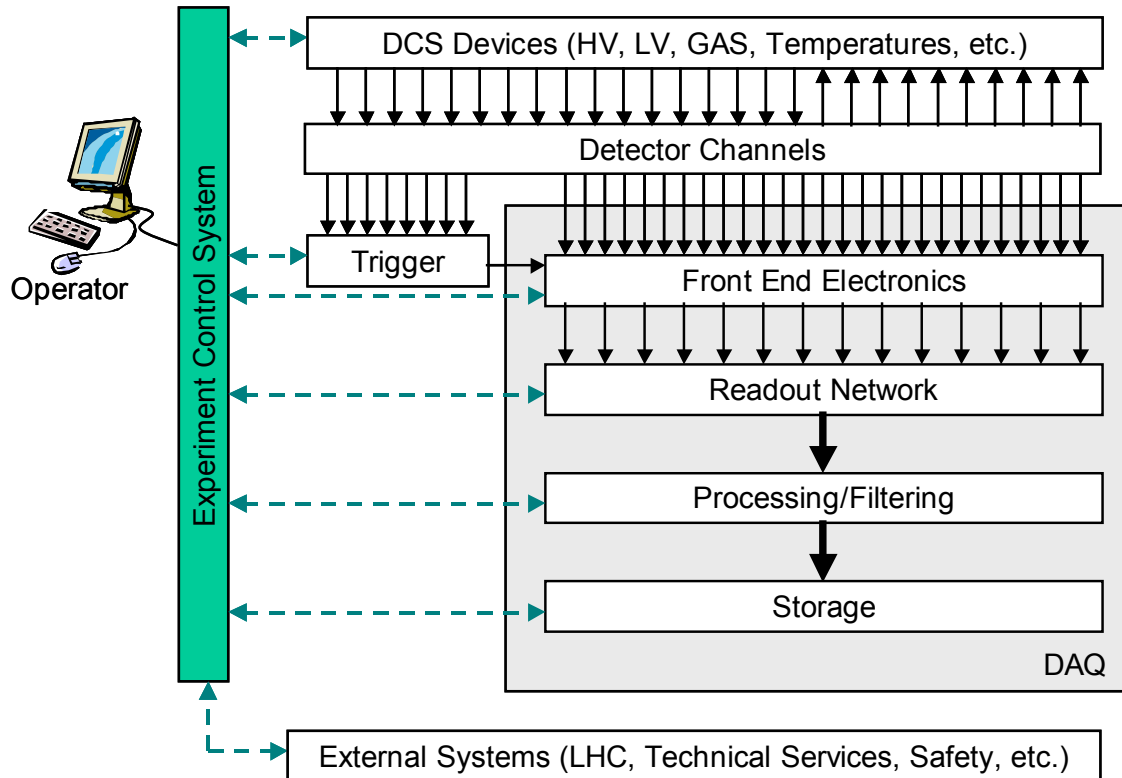 DCS Devices (HV, LV, GAS, Temperatures, etc.)
Detector Channels
Experiment Control System
Operator
Trigger
Front End Electronics
Readout Network
Processing/Filtering
Storage
DAQ
External Systems (LHC, Technical Services, Safety, etc.)